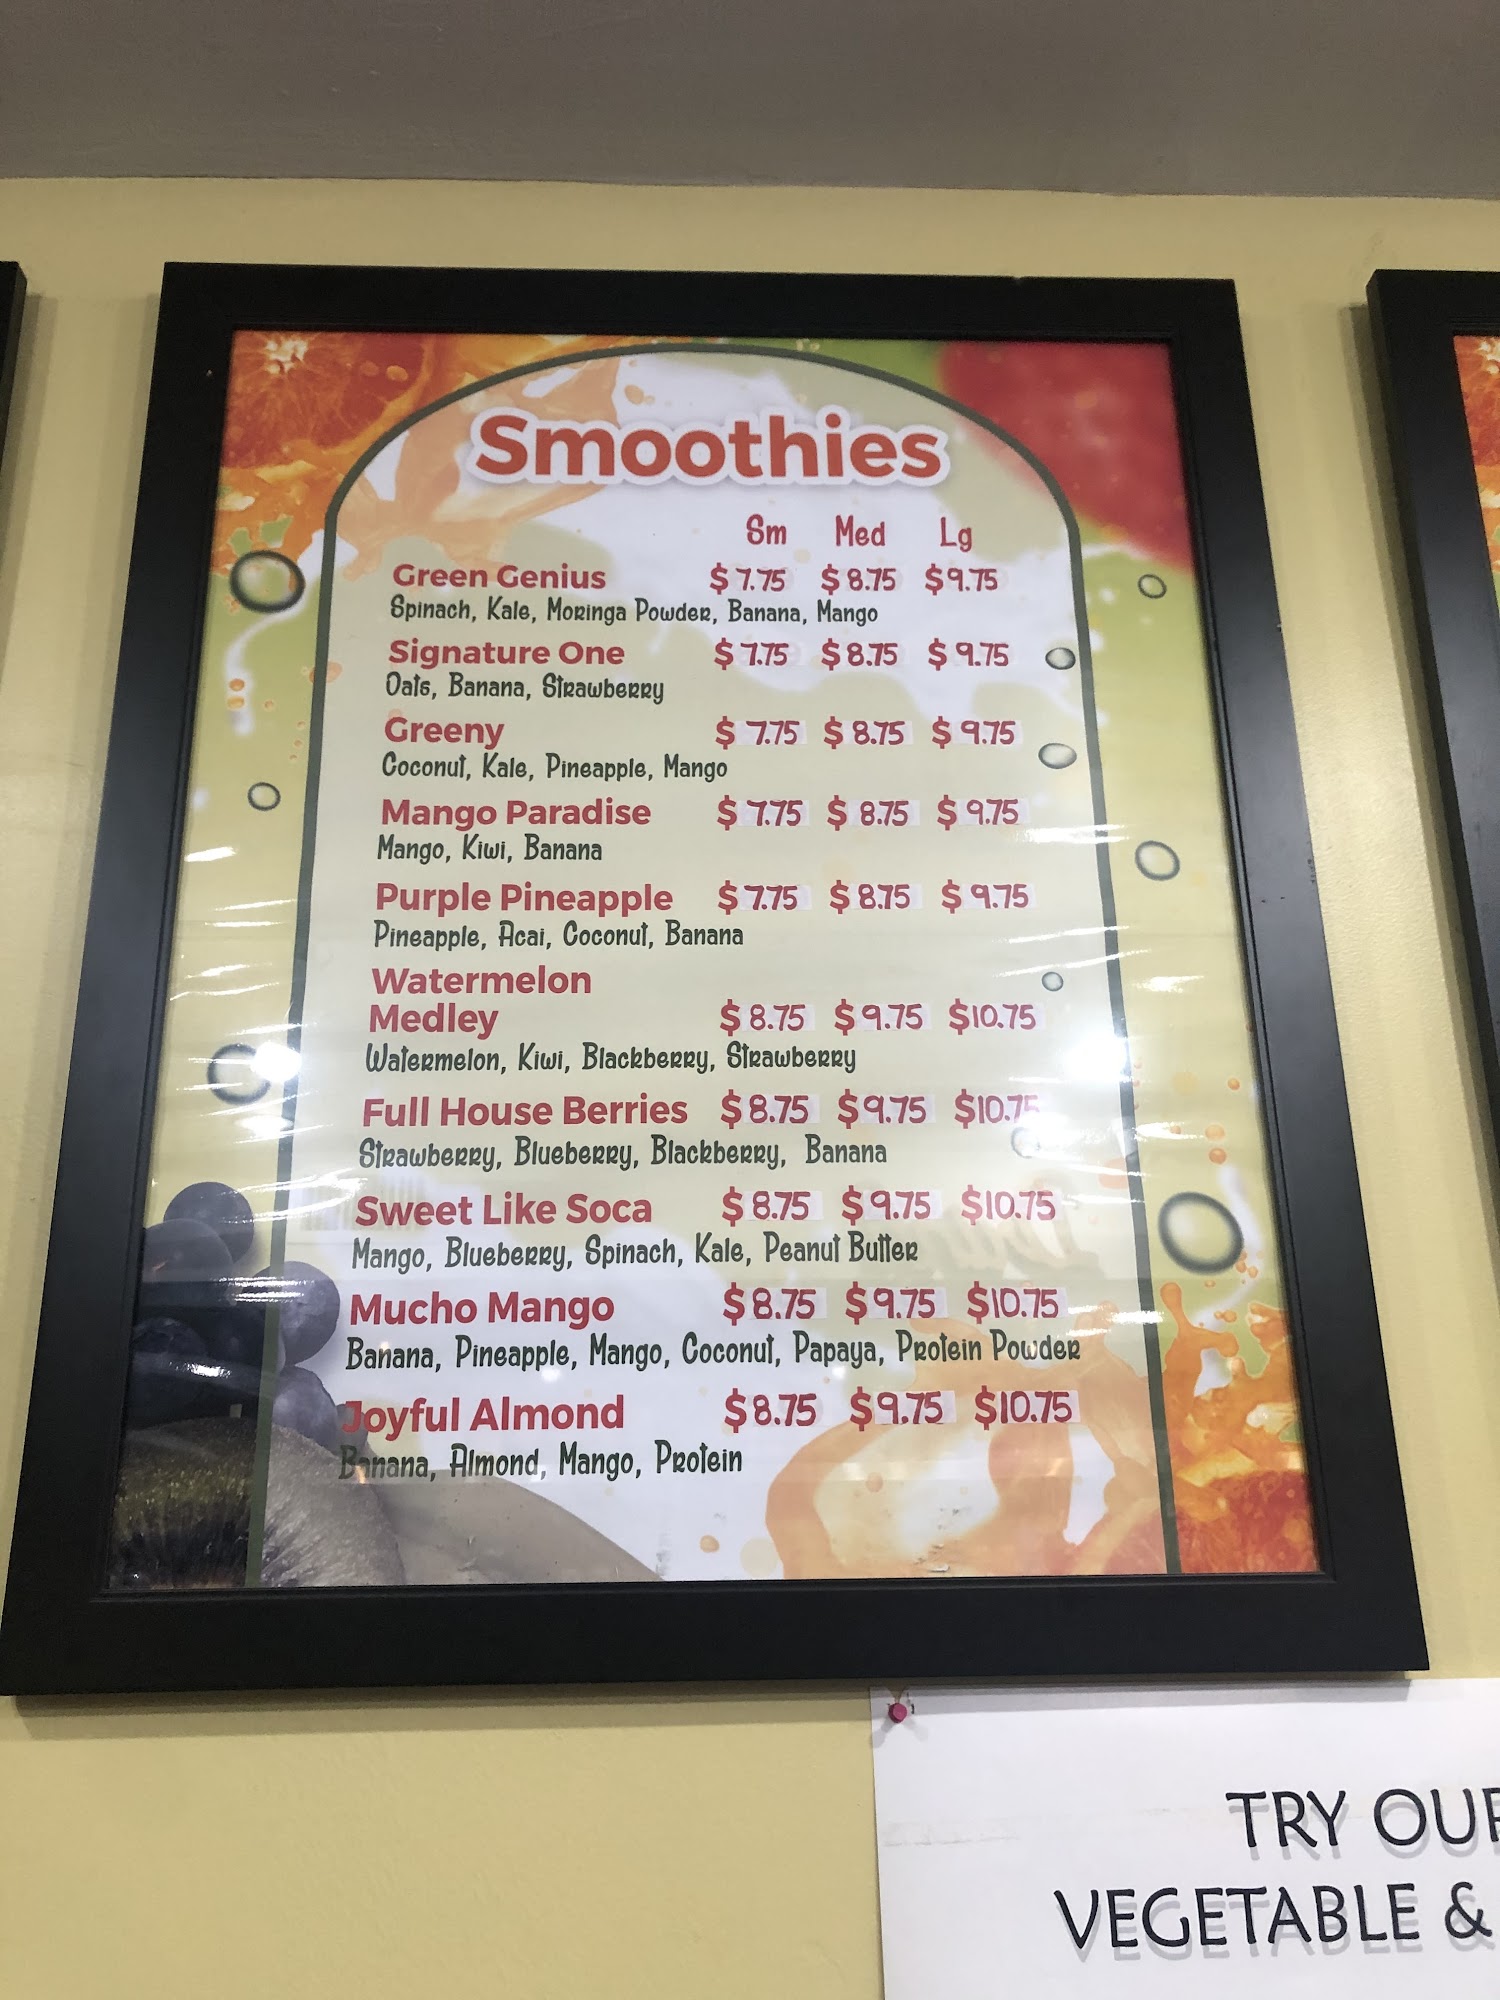 Smoothies
Sm Med Lg
Green Genius $7.75 $8.75 $9.75
Spinach, Kale, Moringa Powder, Banana, Mango
Signature One $7.75 $8.75 $9.75
Oats, Banana, Strawberry
Greeny $7.75 $8.75 $9.75
Coconut, Kale, Pineapple, Mango
Mango Paradise $7.75 $8.75 $9.75
Mango, Kiwi, Banana
Purple Pineapple $7.75 $8.75 $9.75
Pineapple, Acai, Coconut, Banana
Watermelon
Medley $8.75 $9.75 $10.75
Watermelon, Kiwi, Blackberry, Strawberry
Full House Berries $8.75 $9.75 $10.75
Strawberry, Blueberry, Blackberry, Banana
Sweet Like Soca $8.75 $9.75 $10.75
Mango, Blueberry, Spinach, Kale, Peanut Butter
Mucho Mango $8.75 $9.75 $10.75
Banana, Pineapple, Mango, Coconut, Papaya, Protein Powder
Joyful Almond $8.75 $9.75 $10.75
Banana, Almond, Mango, Protein
TRY OUR
VEGETABLE &